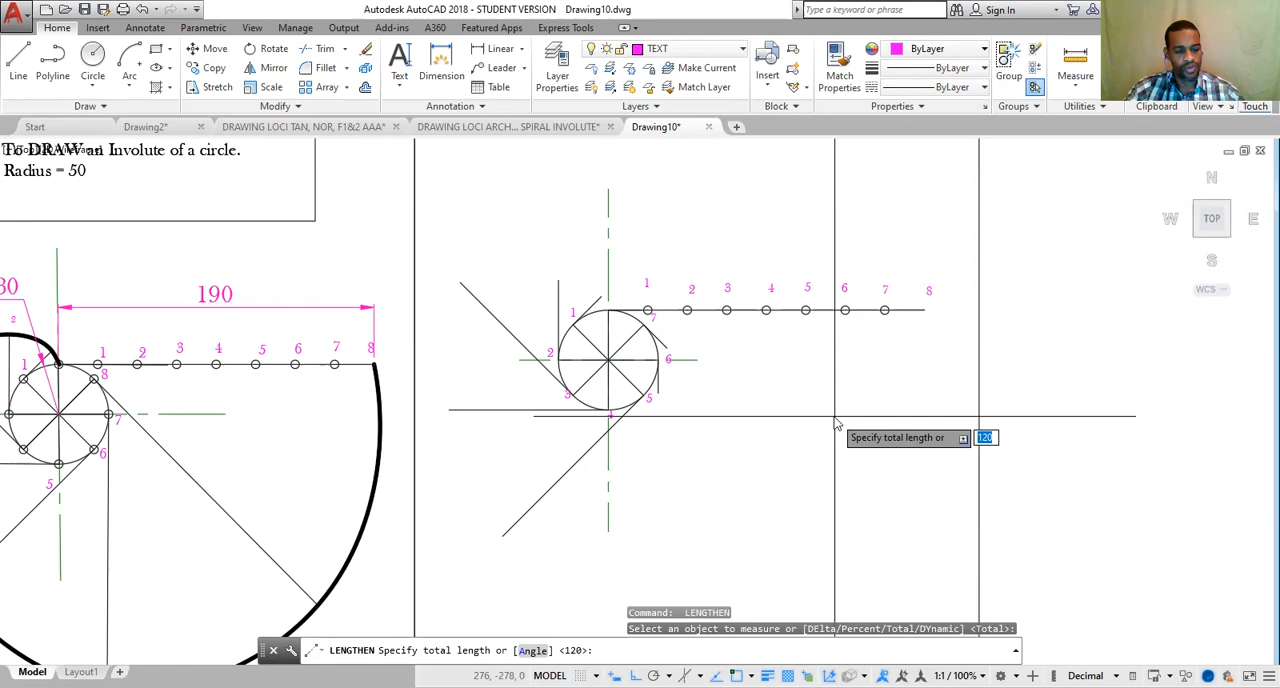 Autodesk AutoCAD 2018 - STUDENT VERSION Drawing10.dwg
Type a keyword or phrase
Sign In
Home Insert Annotate Parametric View Manage Output Add-ins A360 Featured Apps Express Tools
Line Polyline Circle Arc
Move Rotate Trim
Copy Mirror Fillet
Stretch Scale Array
Text Dimension
Linear
Leader
Table
Layer Properties
TEXT
Make Current
Match Layer
Insert
Match Properties
ByLayer
ByLayer
ByLayer
Group
Measure
Draw Modify Annotation Layers Block Properties Groups Utilities Clipboard View Touch
Start Drawing2* DRAWING LOCI TAN, NOR, F1&2 AAA* DRAWING LOCI ARCH... SPIRAL INVOLUTE* Drawing10*
To DRAW an Involute of a circle.
Radius = 50
N
W TOP E
S
WCS
30
190
2
1 2 3 4 5 6 7 8
1 8
7
6
5
1 2 3 4 5 6 7 8
1 7
2 6
3 5
4
Specify total length or 120
Command: LENGTHEN
Select an object to measure or [DElta/Percent/Total/DYnamic] <Total>:
LENGTHEN Specify total length or [Angle] <120>:
Model Layout1
276, -278, 0 MODEL 1:1 / 100% Decimal